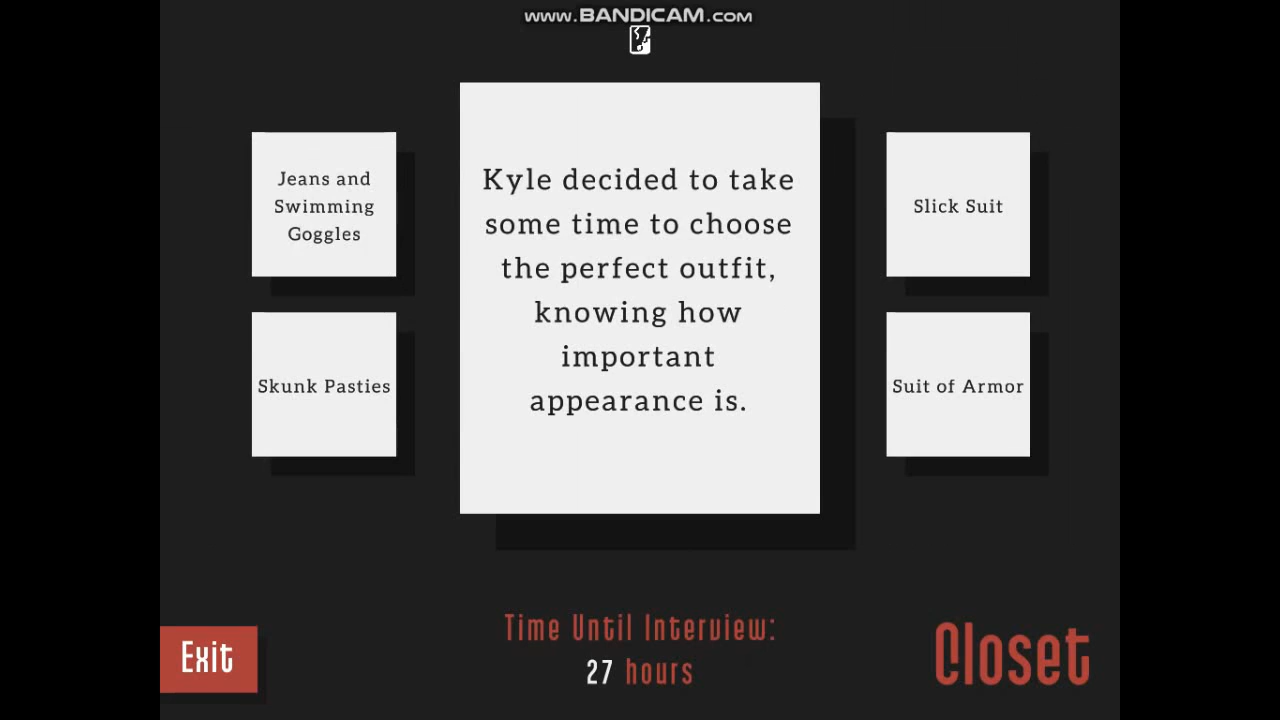 www.BANDICAM.com
Jeans and
Swimming
Goggles
Skunk Pasties
Kyle decided to take
some time to choose
the perfect outfit,
knowing how
important
appearance is.
Slick Suit
Suit of Armor
Exit
Time Until Interview:
27 hours
Closet